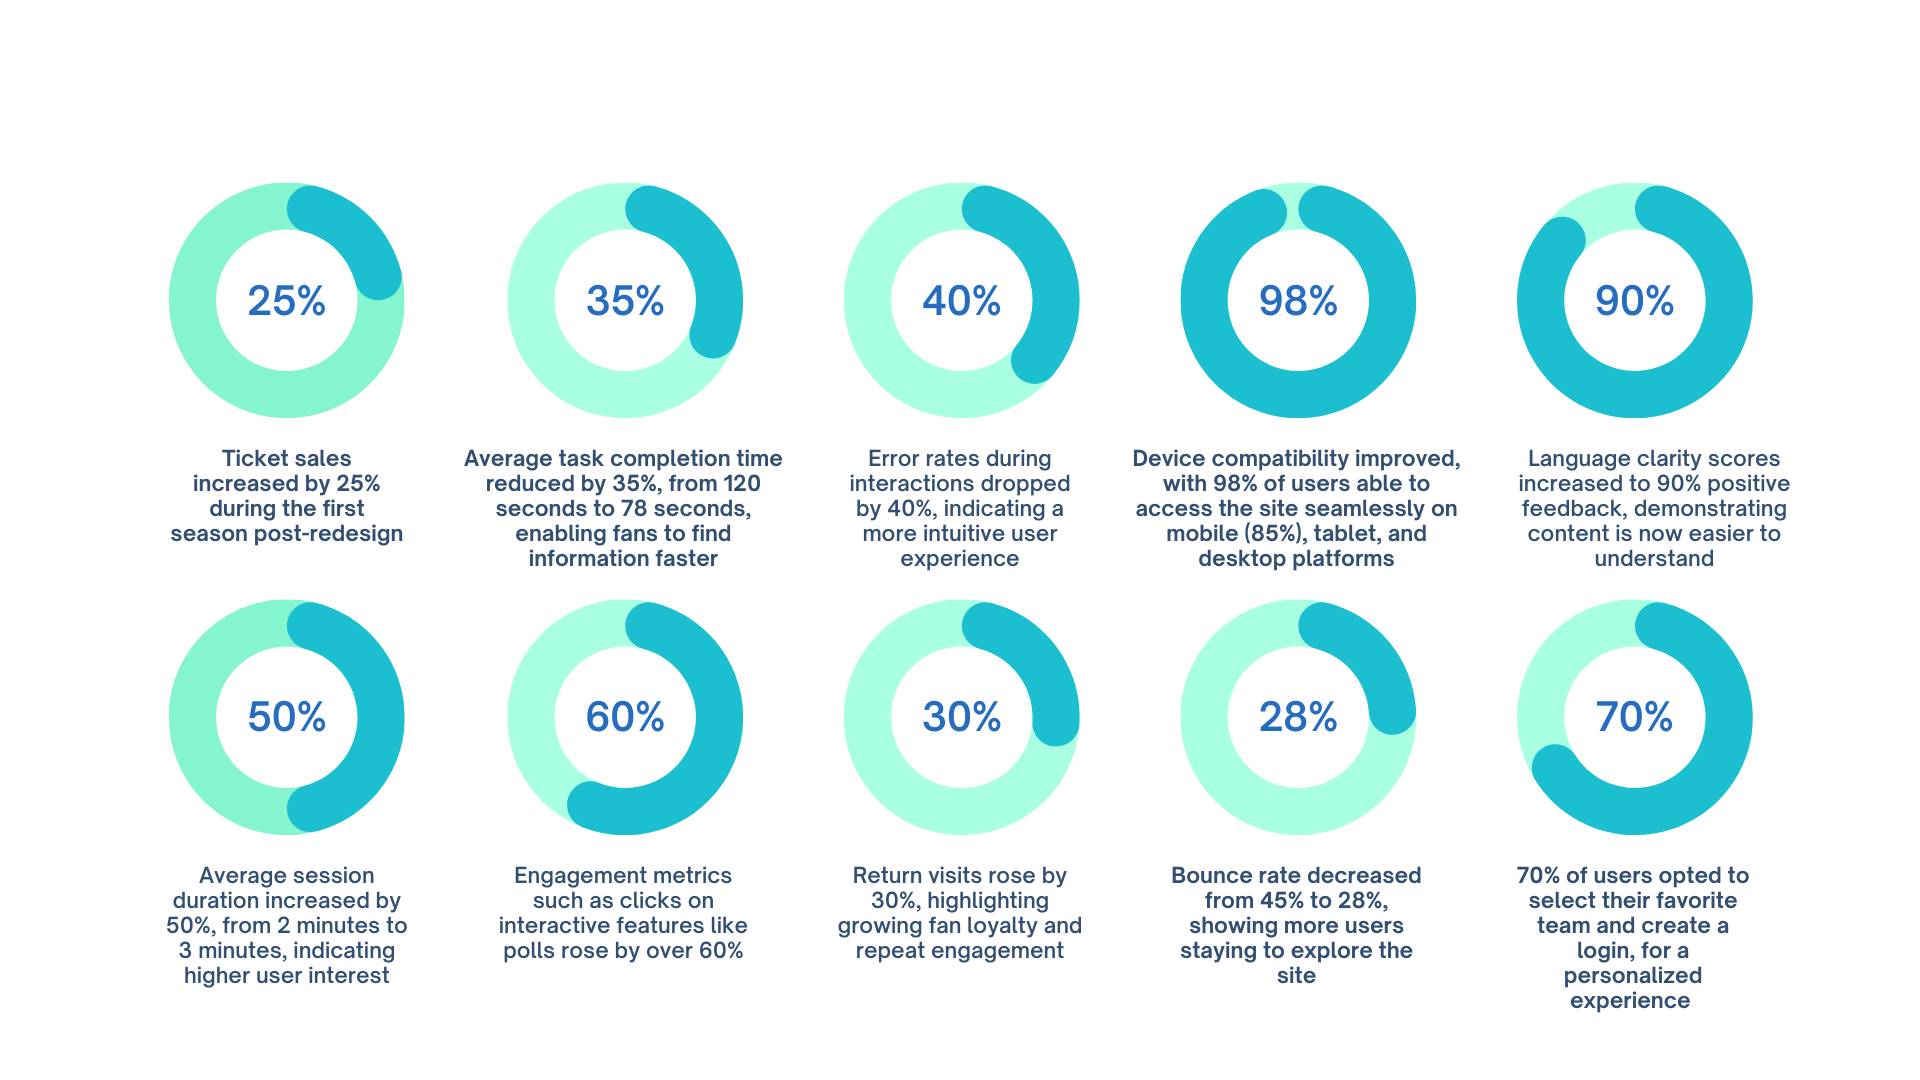 25%
35%
40%
98%
90%
Ticket sales
increased by 25%
during the first
season post-redesign
Average task completion time
reduced by 35%, from 120
seconds to 78 seconds,
enabling fans to find
information faster
Error rates during
interactions dropped
by 40%, indicating a
more intuitive user
experience
Device compatibility improved,
with 98% of users able to
access the site seamlessly on
mobile (85%), tablet, and
desktop platforms
Language clarity scores
increased to 90% positive
feedback, demonstrating
content is now easier to
understand
50%
60%
30%
28%
70%
Average session
duration increased by
50%, from 2 minutes to
3 minutes, indicating
higher user interest
Engagement metrics
such as clicks on
interactive features like
polls rose by over 60%
Return visits rose by
30%, highlighting
growing fan loyalty and
repeat engagement
Bounce rate decreased
from 45% to 28%,
showing more users
staying to explore the
site
70% of users opted to
select their favorite
team and create a
login, for a
personalized
experience